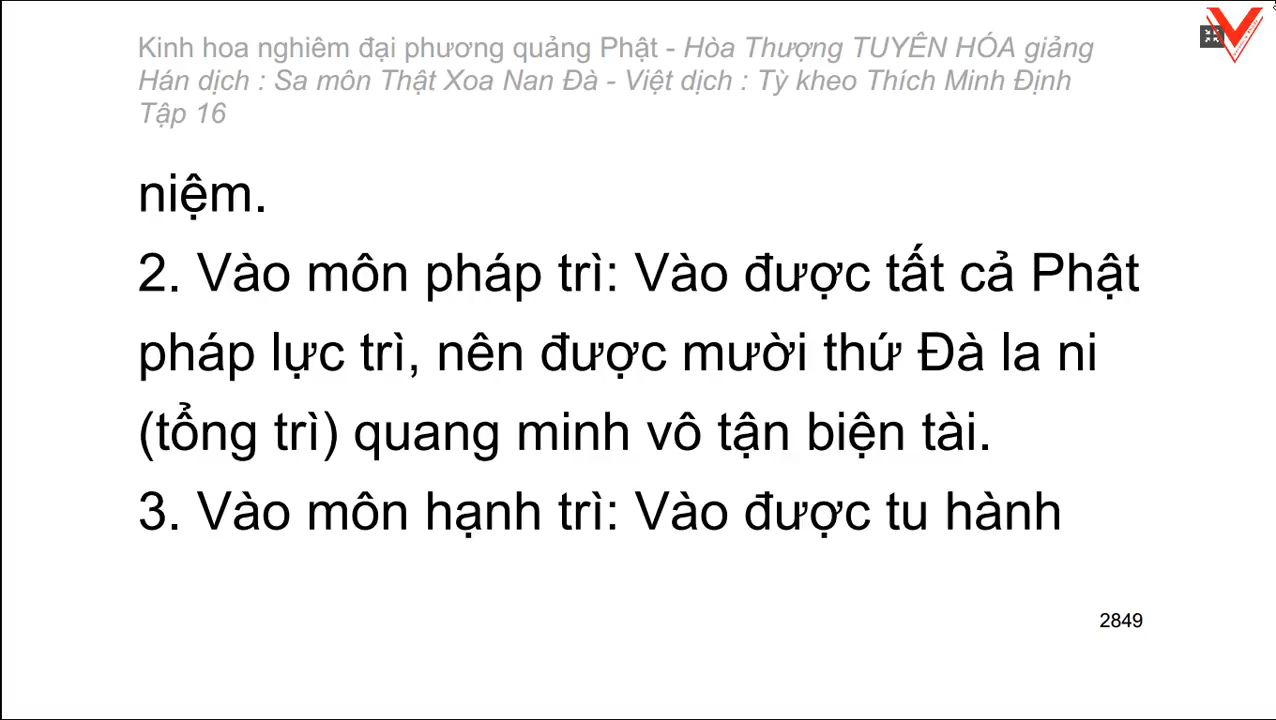 Kinh hoa nghiêm đại phương quảng Phật - Hòa Thượng TUYÊN HÓA giảng
Hán dịch : Sa môn Thật Xoa Nan Đà - Việt dịch : Tỳ kheo Thích Minh Định
Tập 16
niệm.
2. Vào môn pháp trì: Vào được tất cả Phật
pháp lực trì, nên được mười thứ Đà la ni
(tổng trì) quang minh vô tận biện tài.
3. Vào môn hạnh trì: Vào được tu hành
2849